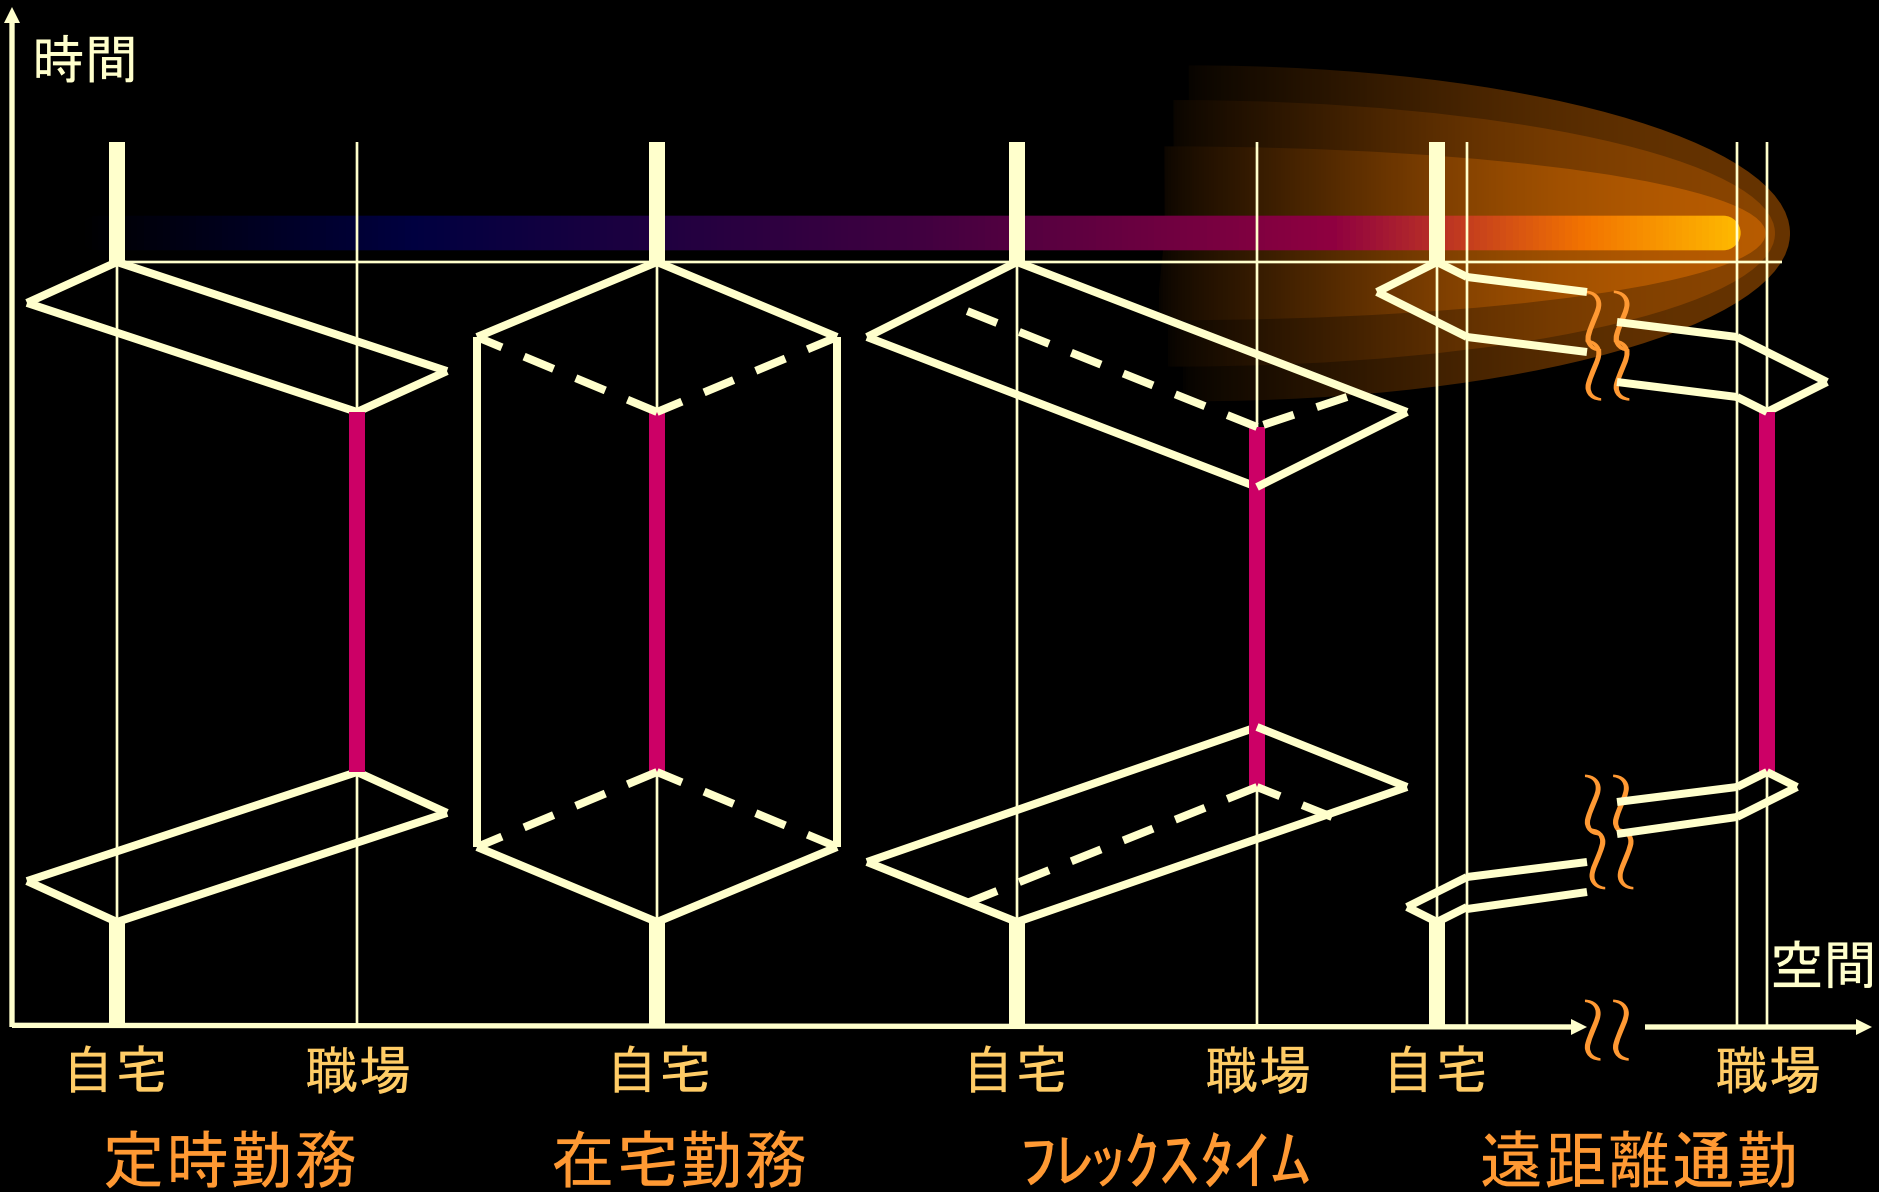 時間
空間
自宅 職場 自宅 自宅 職場 自宅 職場
定時勤務 在宅勤務 ﾌﾚｯｸｽﾀｲﾑ 遠距離通勤